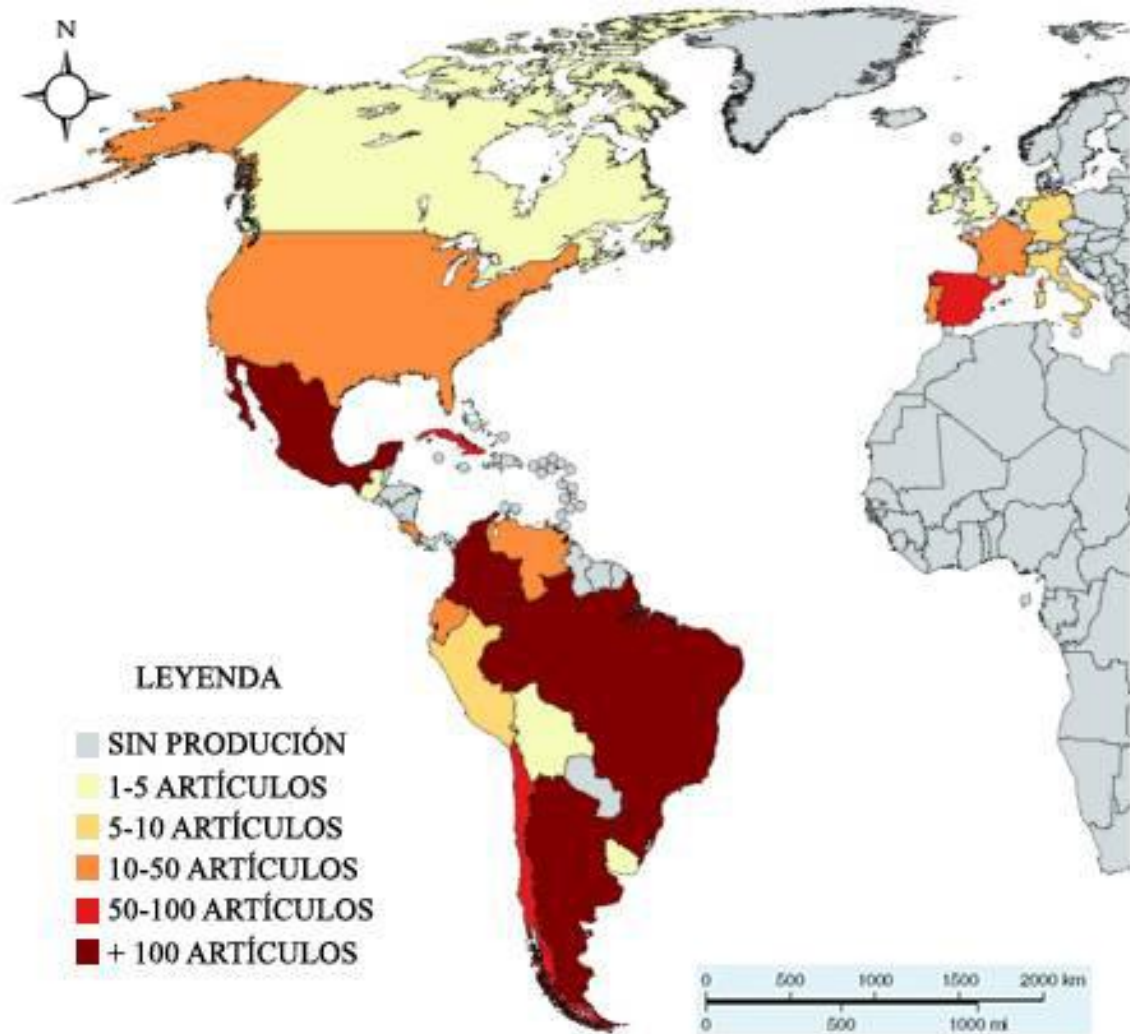 N
LEYENDA
SIN PRODUCIÓN
1-5 ARTÍCULOS
5-10 ARTÍCULOS
10-50 ARTÍCULOS
50-100 ARTÍCULOS
+ 100 ARTÍCULOS
0 500 1000 1500 2000 km
0 500 1000 mi